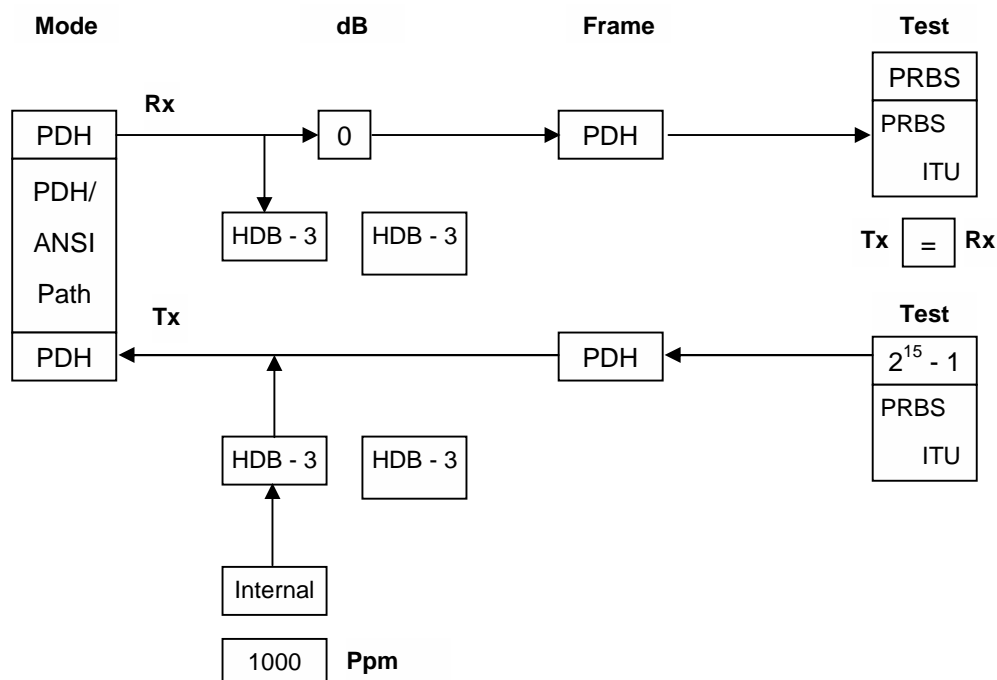 Mode dB Frame Test
PRBS
Rx
PDH 0 PDH PRBS
ITU
PDH/
ANSI
Path
HDB - 3 HDB - 3
Tx = Rx
Tx
Test
PDH PDH 2^15 - 1
PRBS
ITU
HDB - 3 HDB - 3
Internal
1000 Ppm